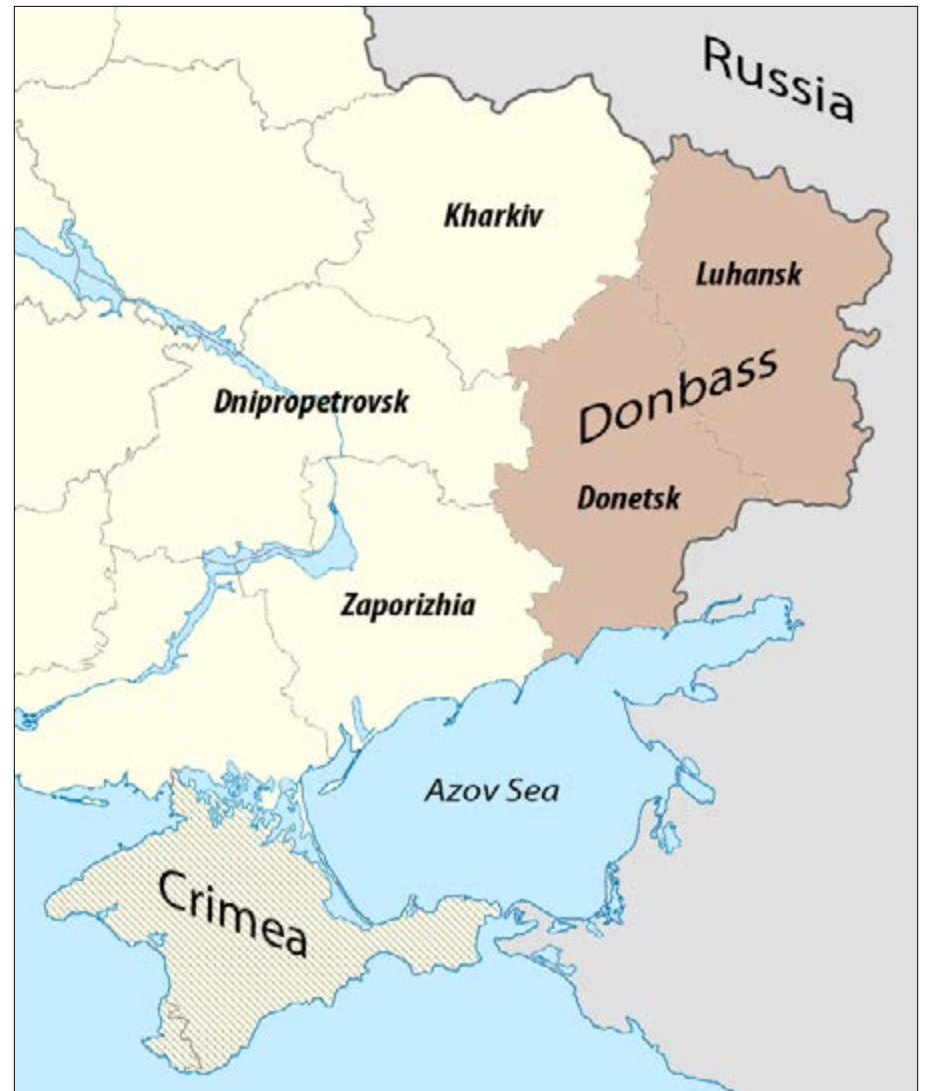 Russia
Kharkiv
Luhansk
Donbass
Dnipropetrovsk
Donetsk
Zaporizhia
Azov Sea
Crimea